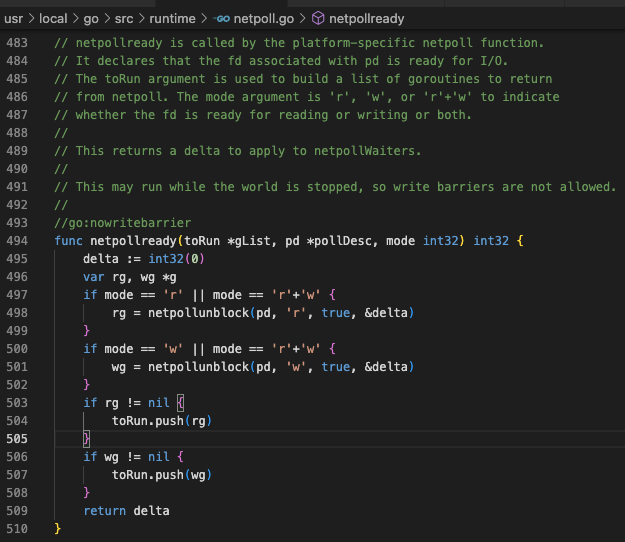 usr > local > go > src > runtime > GO netpoll.go > netpollready
483 // netpollready is called by the platform-specific netpoll function.
484 // It declares that the fd associated with pd is ready for I/O.
485 // The toRun argument is used to build a list of goroutines to return
486 // from netpoll. The mode argument is 'r', 'w', or 'r'+'w' to indicate
487 // whether the fd is ready for reading or writing or both.
488 //
489 // This returns a delta to apply to netpollWaiters.
490 //
491 // This may run while the world is stopped, so write barriers are not allowed.
492 //
493 //go:nowritebarrier
494 func netpollready(toRun *gList, pd *pollDesc, mode int32) int32 {
495     delta := int32(0)
496     var rg, wg *g
497     if mode == 'r' || mode == 'r'+'w' {
498         rg = netpollunblock(pd, 'r', true, &delta)
499     }
500     if mode == 'w' || mode == 'r'+'w' {
501         wg = netpollunblock(pd, 'w', true, &delta)
502     }
503     if rg != nil {
504         toRun.push(rg)
505     }
506     if wg != nil {
507         toRun.push(wg)
508     }
509     return delta
510 }